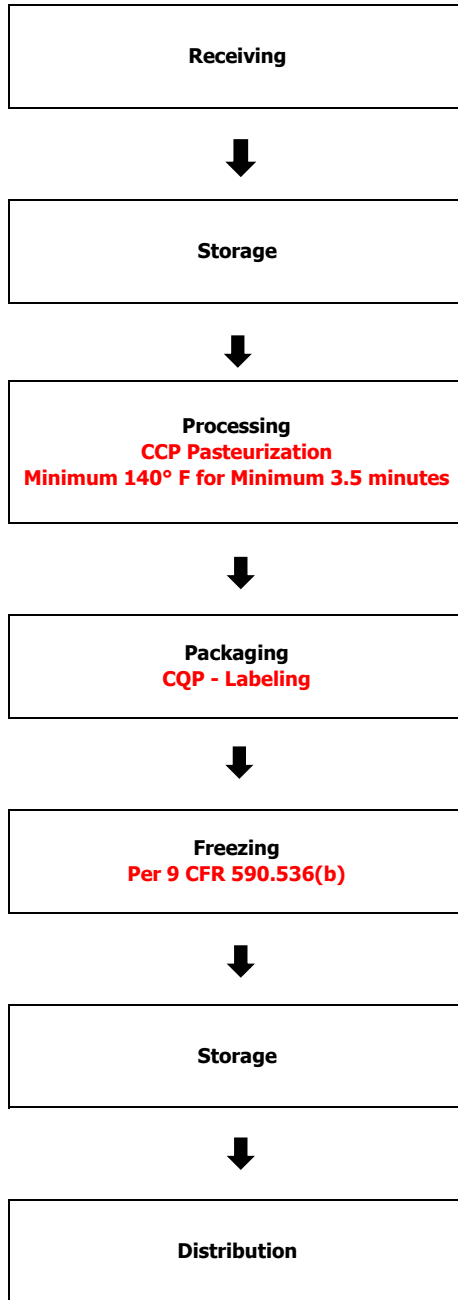 Receiving
Storage
Processing
CCP Pasteurization
Minimum 140° F for Minimum 3.5 minutes
Packaging
CQP - Labeling
Freezing
Per 9 CFR 590.536(b)
Storage
Distribution